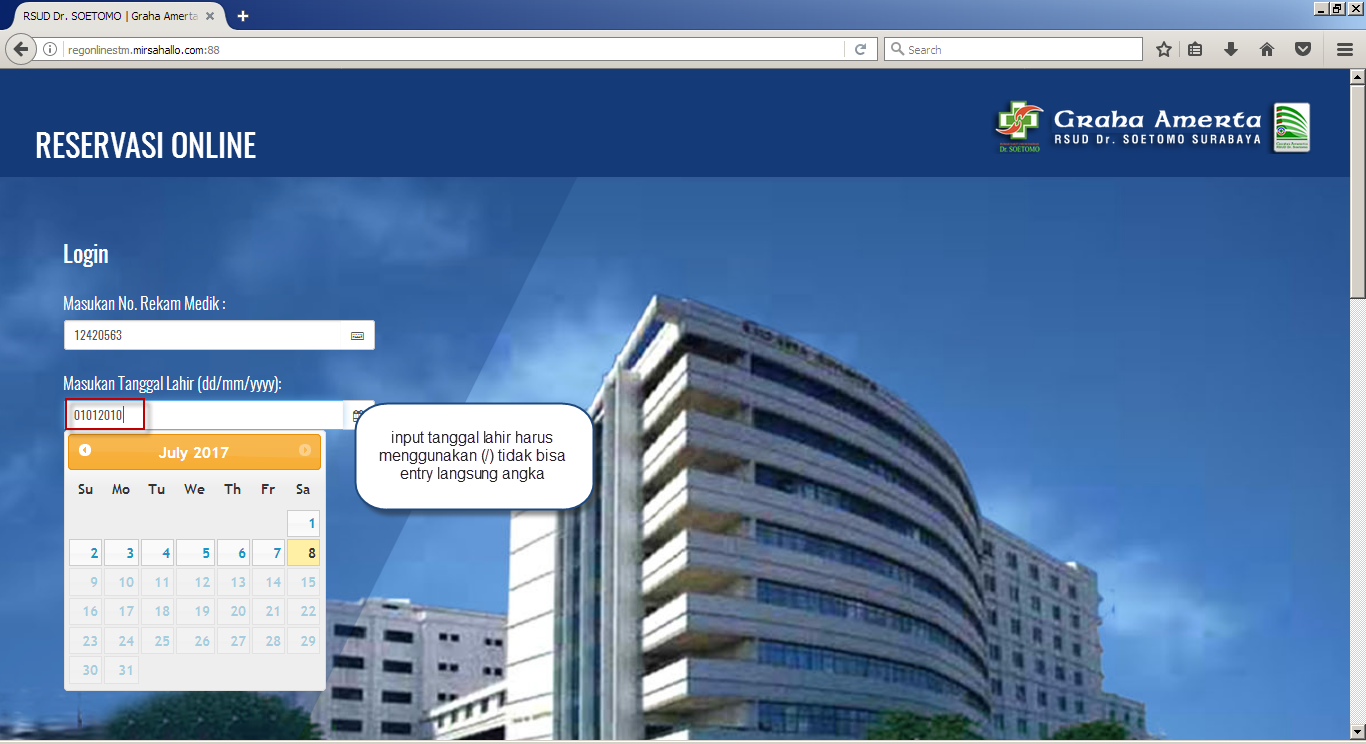 RSUD Dr. SOETOMO | Graha Amerta
regonlinestm.mirsahallo.com:88
Search
RESERVASI ONLINE
Graha Amerta
RSUD Dr. SOETOMO SURABAYA
Dr. SOETOMO
Login
Masukan No. Rekam Medik :
12420563
Masukan Tanggal Lahir (dd/mm/yyyy):
01012010
input tanggal lahir harus
menggunakan (/) tidak bisa
entry langsung angka
July 2017
Su Mo Tu We Th Fr Sa
1
2 3 4 5 6 7 8
9 10 11 12 13 14 15
16 17 18 19 20 21 22
23 24 25 26 27 28 29
30 31